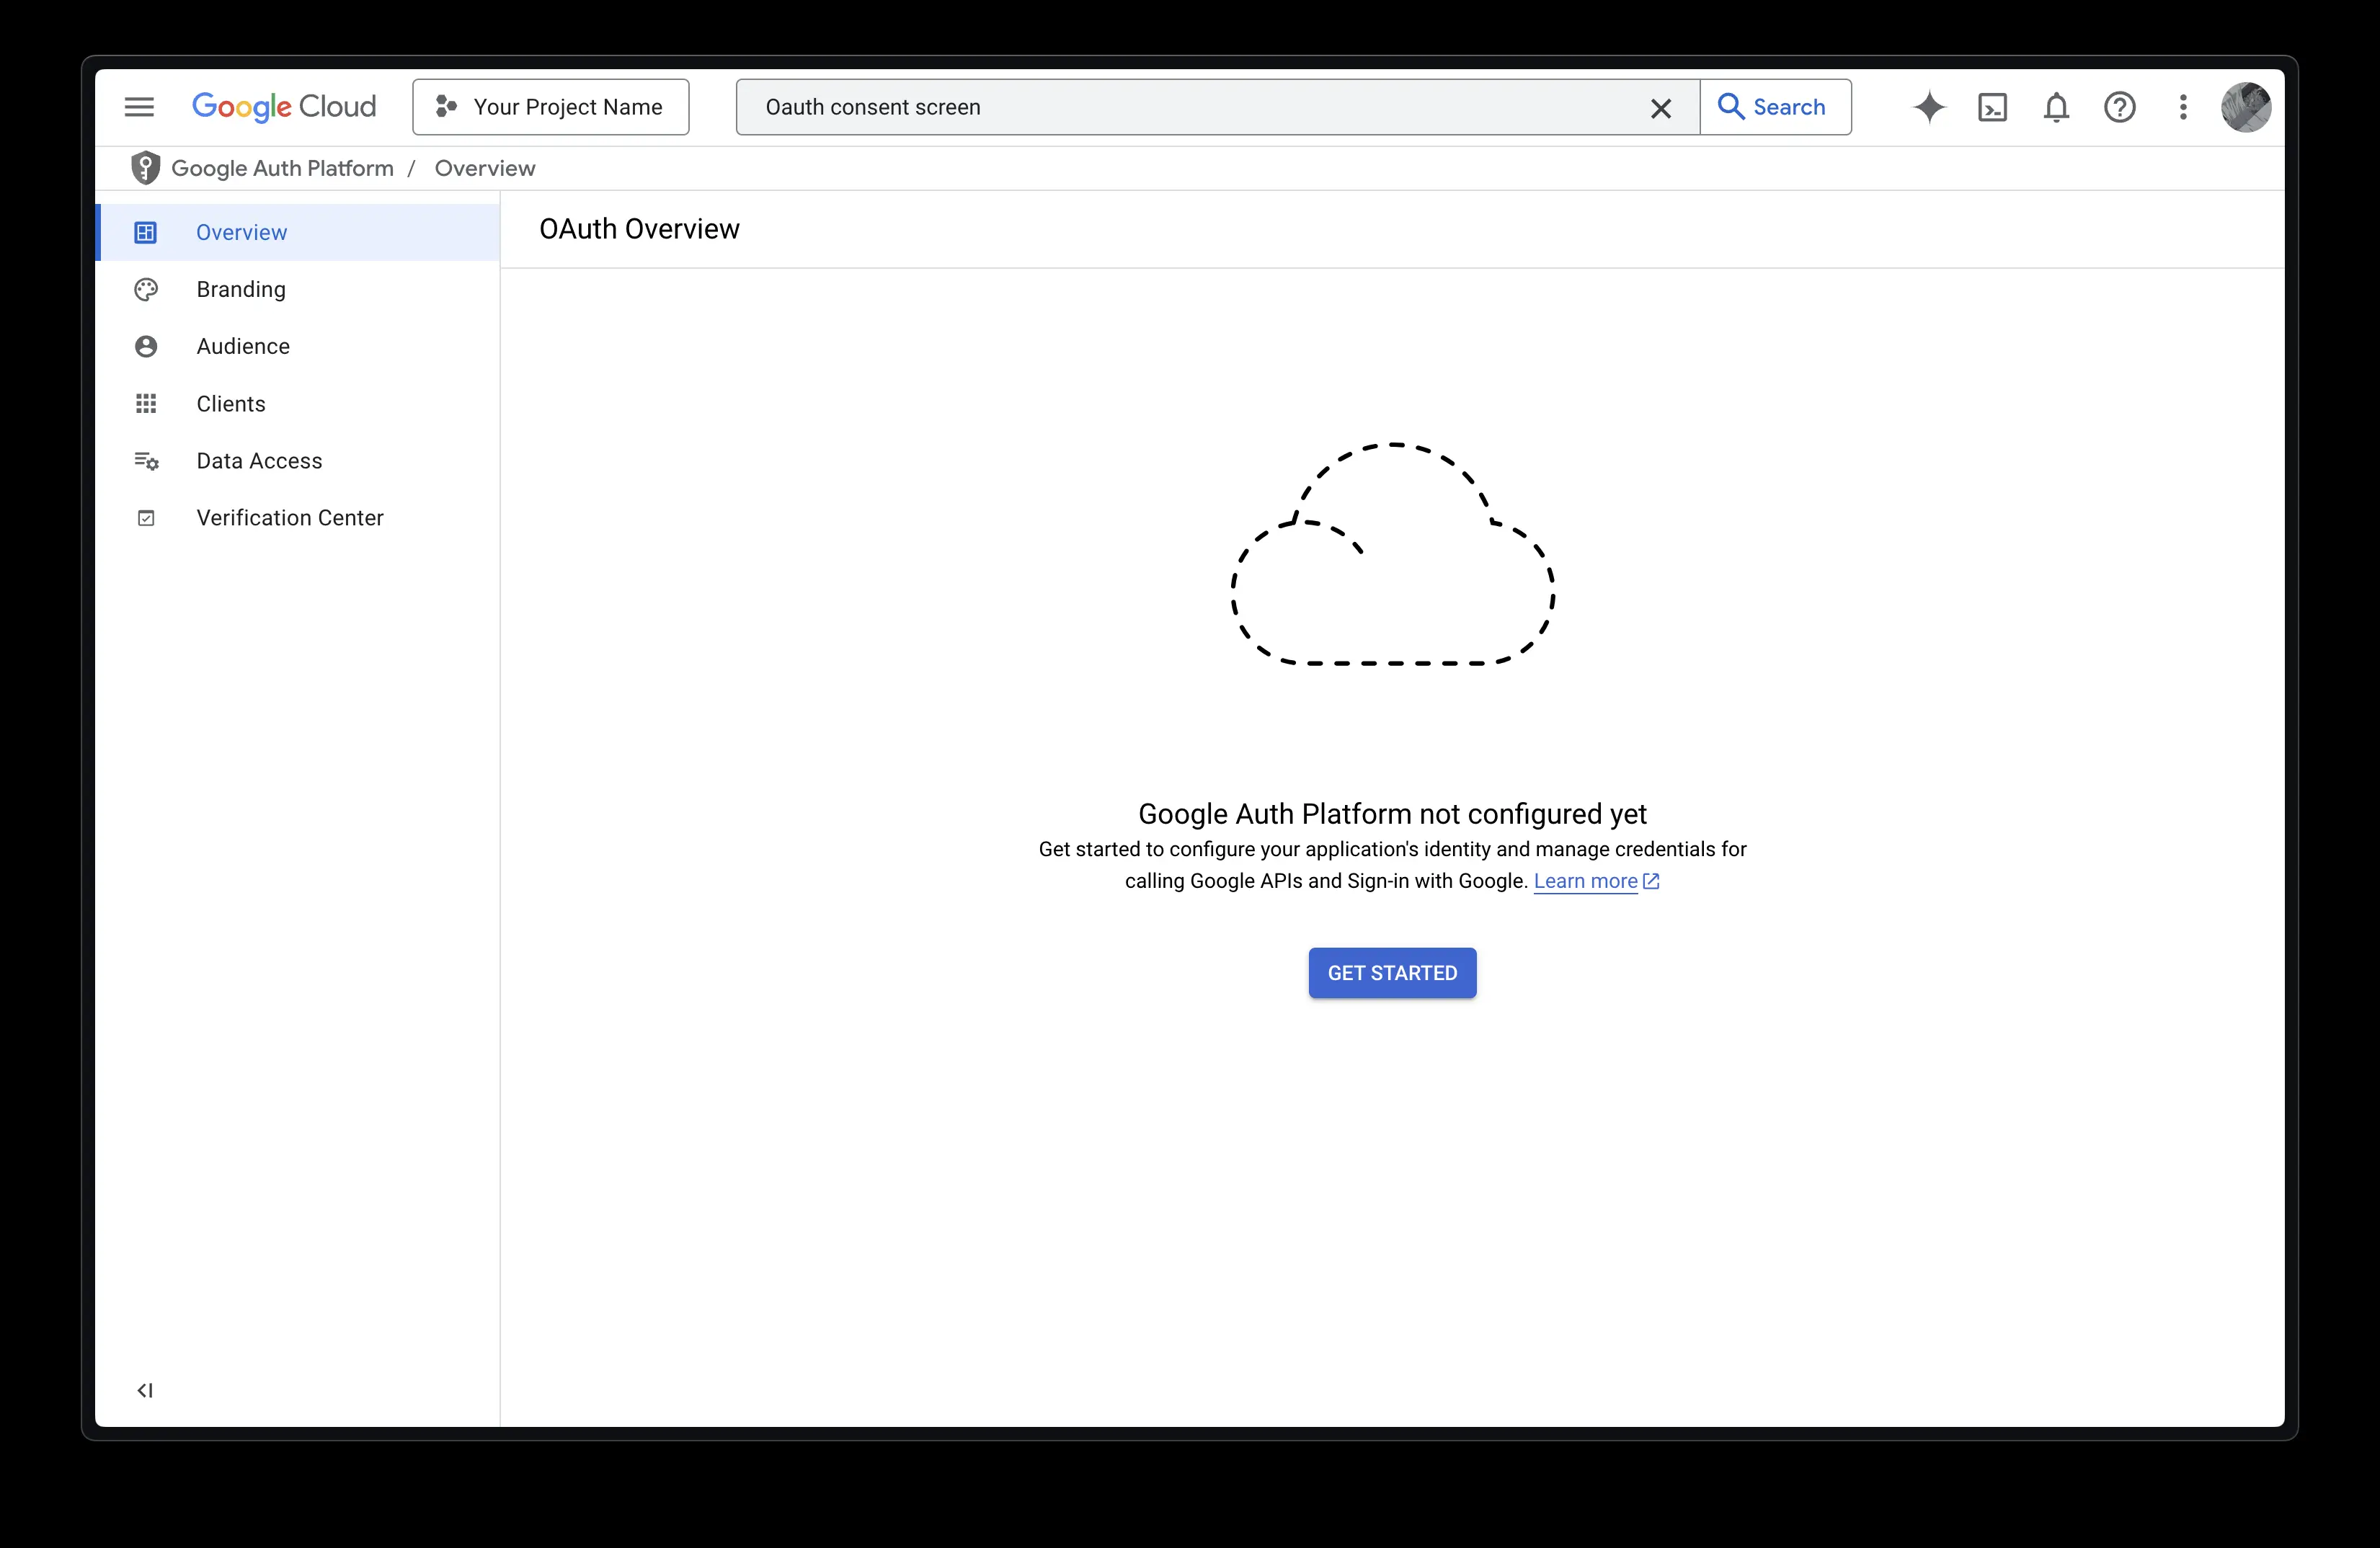 Google Cloud
Your Project Name
Oauth consent screen
Search
Google Auth Platform / Overview
Overview
Branding
Audience
Clients
Data Access
Verification Center
OAuth Overview
Google Auth Platform not configured yet
Get started to configure your application's identity and manage credentials for
calling Google APIs and Sign-in with Google. Learn more
GET STARTED